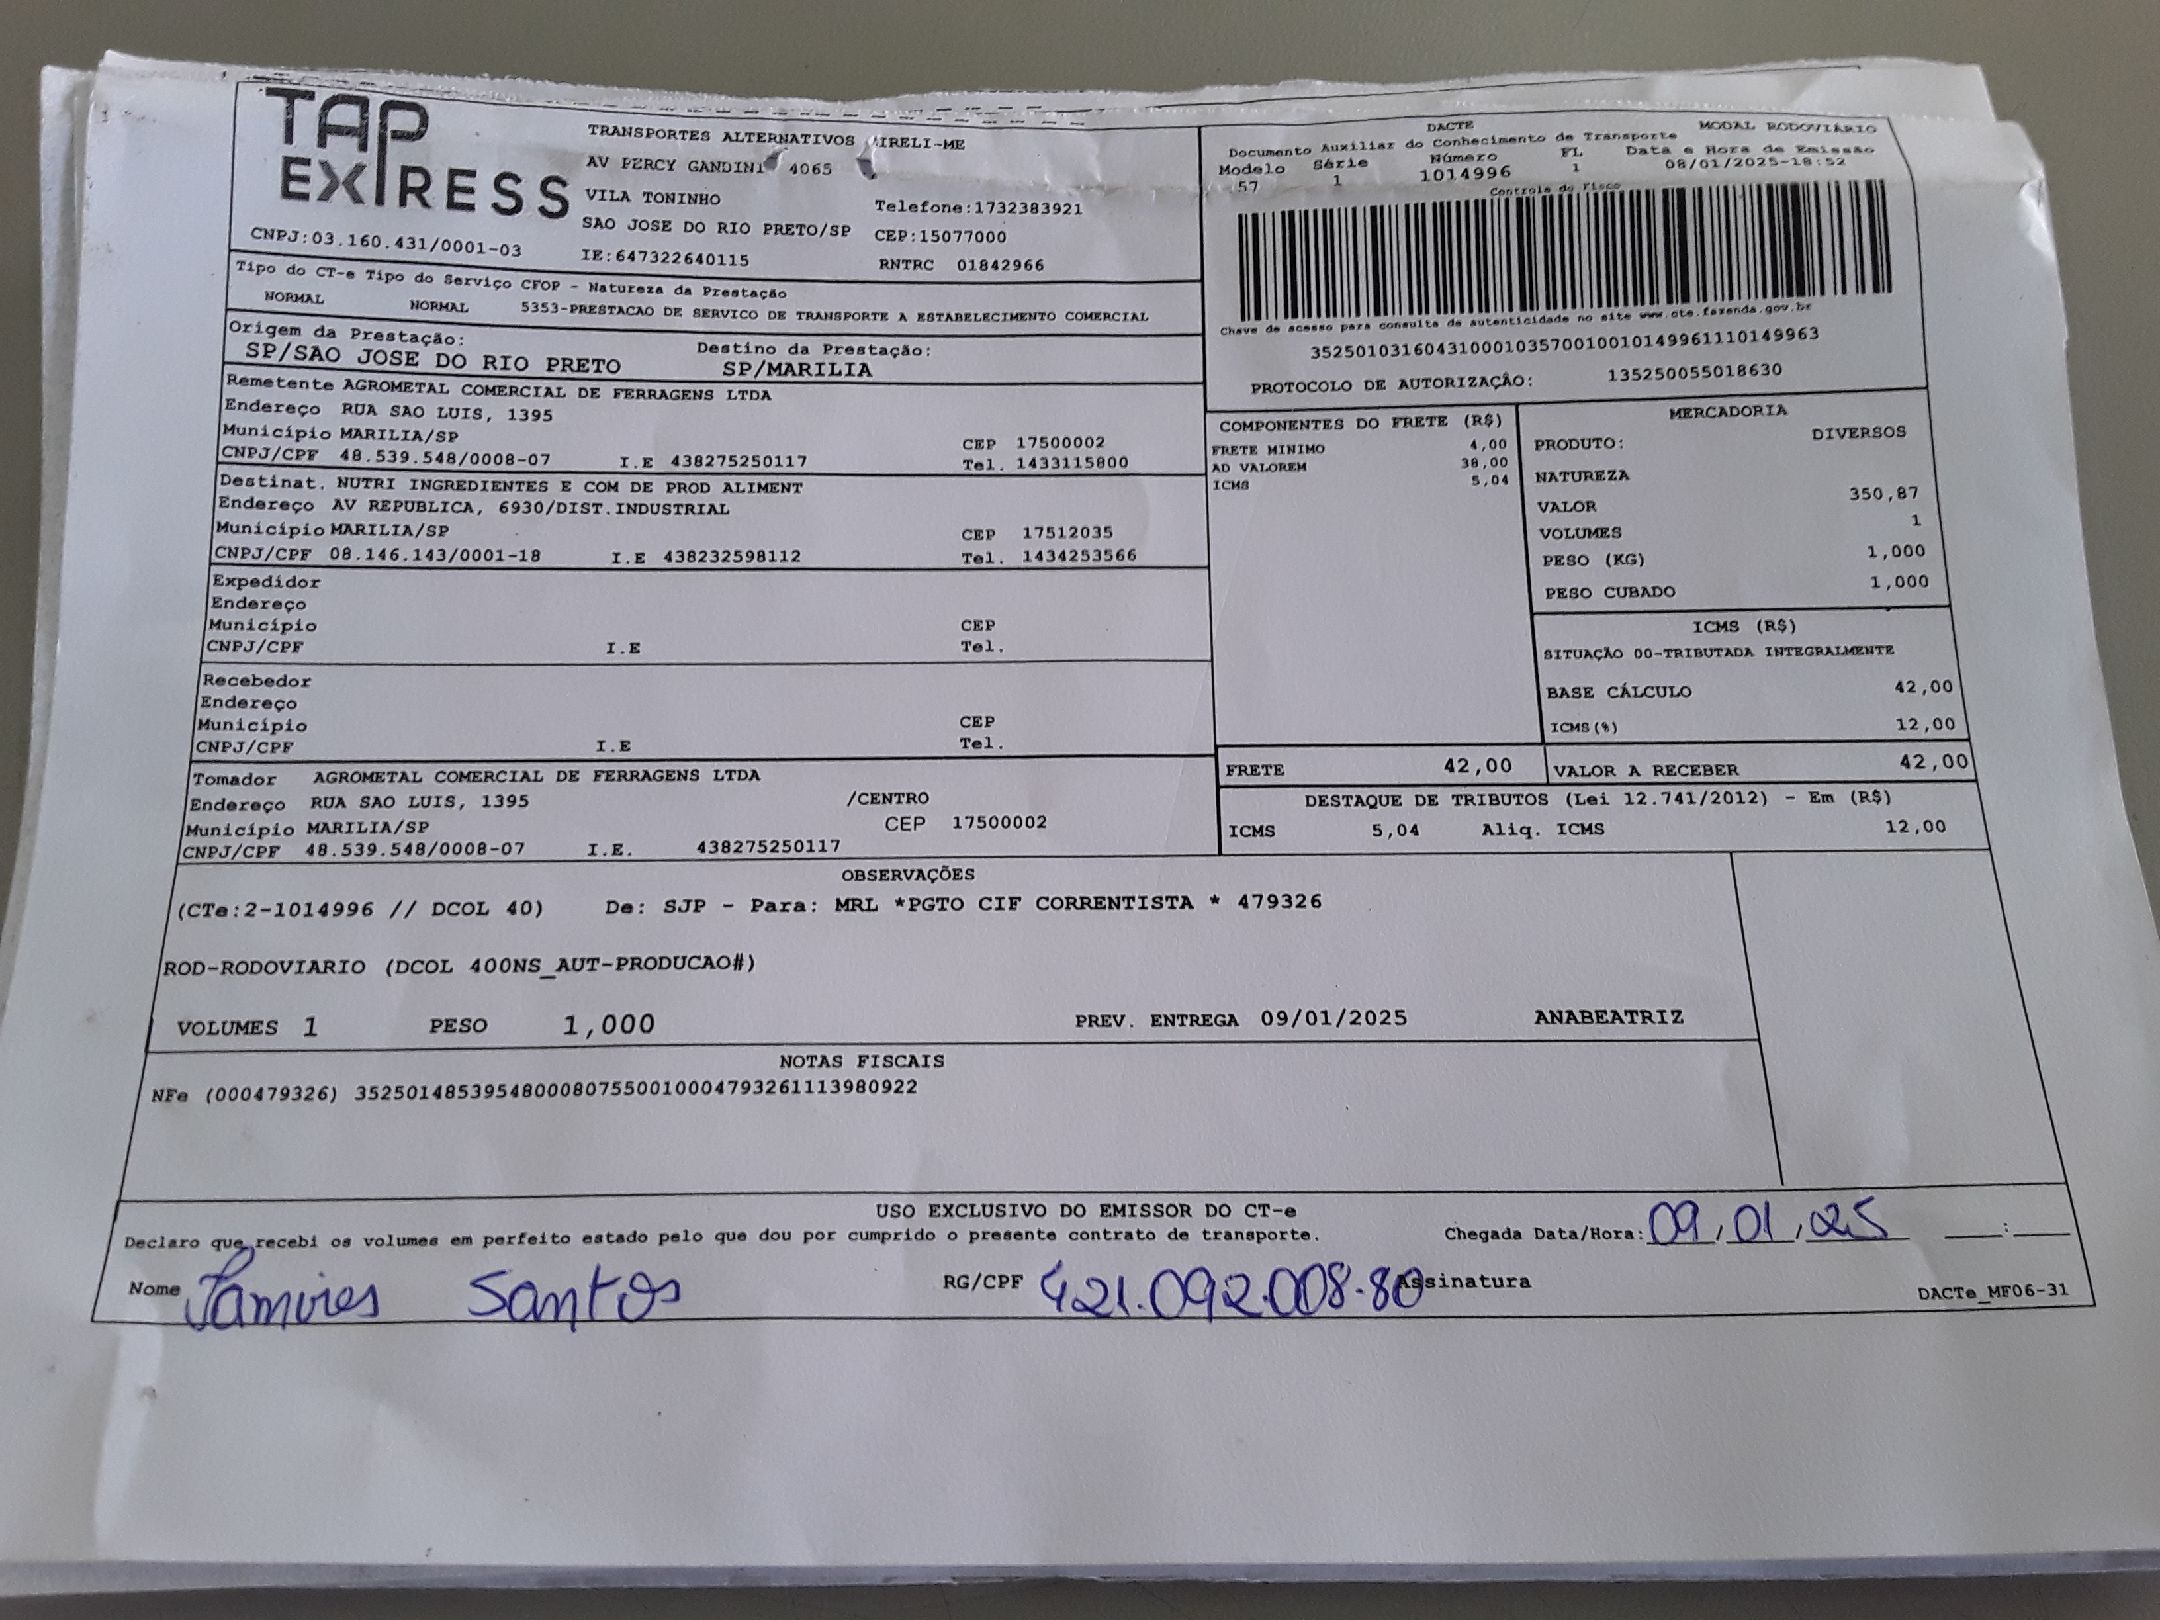 TAP EXPRESS
TRANSPORTES ALTERNATIVOS EIRELI-ME
AV PERCY GANDINI 4065
VILA TONINHO Telefone:1732383921
SAO JOSE DO RIO PRETO/SP CEP:15077000
CNPJ:03.160.431/0001-03 IE:647322640115 RNTRC 01842966
DACTE MODAL RODOVIÁRIO
Documento Auxiliar do Conhecimento de Transporte
Modelo Série Número FL Data e Hora de Emissão
57 1 1014996 1 08/01/2025-18:52
Controle do Fisco
Chave de acesso para consulta de autenticidade no site www.cte.fazenda.gov.br
35250103160431000103570010010149961110149963
PROTOCOLO DE AUTORIZAÇÃO: 135250055018630
Tipo do CT-e Tipo do Serviço CFOP - Natureza da Prestação
NORMAL NORMAL 5353-PRESTACAO DE SERVICO DE TRANSPORTE A ESTABELECIMENTO COMERCIAL
Origem da Prestação: Destino da Prestação:
SP/SAO JOSE DO RIO PRETO SP/MARILIA
Remetente AGROMETAL COMERCIAL DE FERRAGENS LTDA
Endereço RUA SAO LUIS, 1395
Município MARILIA/SP CEP 17500002
CNPJ/CPF 48.539.548/0008-07 I.E 438275250117 Tel. 1433115800
Destinat. NUTRI INGREDIENTES E COM DE PROD ALIMENT
Endereço AV REPUBLICA, 6930/DIST.INDUSTRIAL
Município MARILIA/SP CEP 17512035
CNPJ/CPF 08.146.143/0001-18 I.E 438232598112 Tel. 1434253566
Expedidor
Endereço
Município CEP
CNPJ/CPF I.E Tel.
Recebedor
Endereço
Município CEP
CNPJ/CPF I.E Tel.
Tomador AGROMETAL COMERCIAL DE FERRAGENS LTDA
Endereço RUA SAO LUIS, 1395 /CENTRO
Município MARILIA/SP CEP 17500002
CNPJ/CPF 48.539.548/0008-07 I.E. 438275250117
COMPONENTES DO FRETE (R$)
FRETE MINIMO 4,00
AD VALOREM 38,00
ICMS 5,04
MERCADORIA
PRODUTO: DIVERSOS
NATUREZA
VALOR 350,87
VOLUMES 1
PESO (KG) 1,000
PESO CUBADO 1,000
ICMS (R$)
SITUAÇÃO 00-TRIBUTADA INTEGRALMENTE
BASE CÁLCULO 42,00
ICMS(%) 12,00
FRETE 42,00 VALOR A RECEBER 42,00
DESTAQUE DE TRIBUTOS (Lei 12.741/2012) - Em (R$)
ICMS 5,04 Aliq. ICMS 12,00
OBSERVAÇÕES
(CTe:2-1014996 // DCOL 40) De: SJP - Para: MRL *PGTO CIF CORRENTISTA * 479326
ROD-RODOVIARIO (DCOL 400NS_AUT-PRODUCAO#)
VOLUMES 1 PESO 1,000 PREV. ENTREGA 09/01/2025 ANABEATRIZ
NOTAS FISCAIS
NFe (000479326) 35250148539548000807550010004793261113980922
USO EXCLUSIVO DO EMISSOR DO CT-e
Declaro que recebi os volumes em perfeito estado pelo que dou por cumprido o presente contrato de transporte. Chegada Data/Hora: 09/01/25 ____:____
Nome Tamires Santos RG/CPF 421.092.008-80 Assinatura DACTe_MF06-31